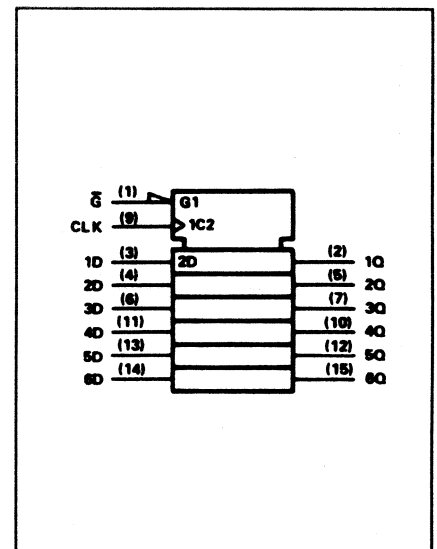 G̅ (1) G1
CLK (9) 1C2
1D (3) 2D (2) 1Q
2D (4) (5) 2Q
3D (6) (7) 3Q
4D (11) (10) 4Q
5D (13) (12) 5Q
6D (14) (15) 6Q